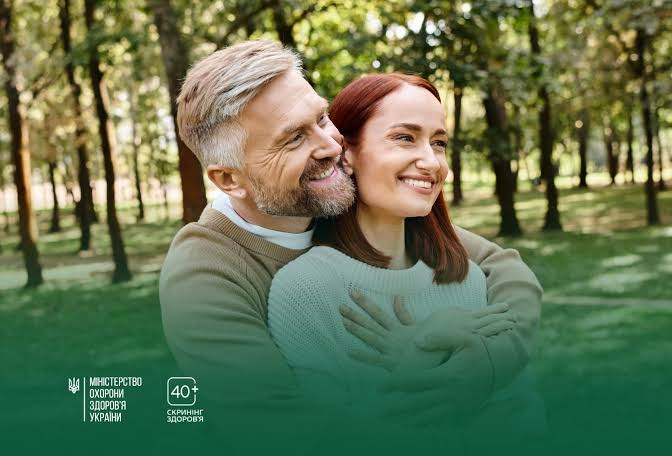 МІНІСТЕРСТВО
ОХОРОНИ
ЗДОРОВ'Я
УКРАЇНИ
40+
СКРИНІНГ
ЗДОРОВ'Я